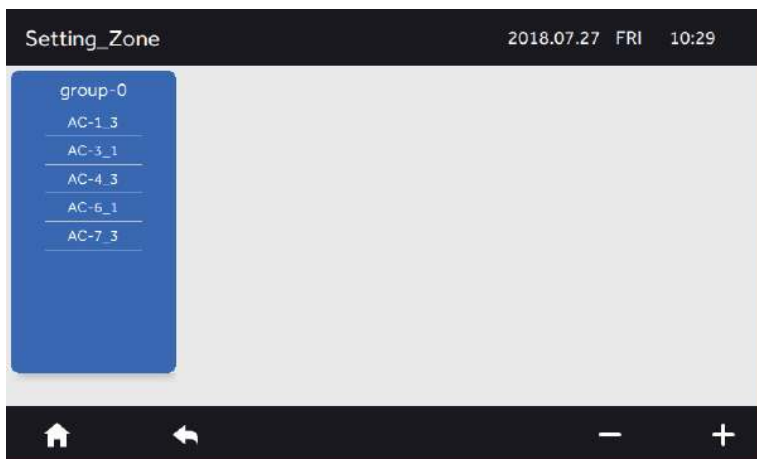 Setting_Zone 2018.07.27 FRI 10:29
group-0
AC-1_3
AC-3_1
AC-4_3
AC-6_1
AC-7_3